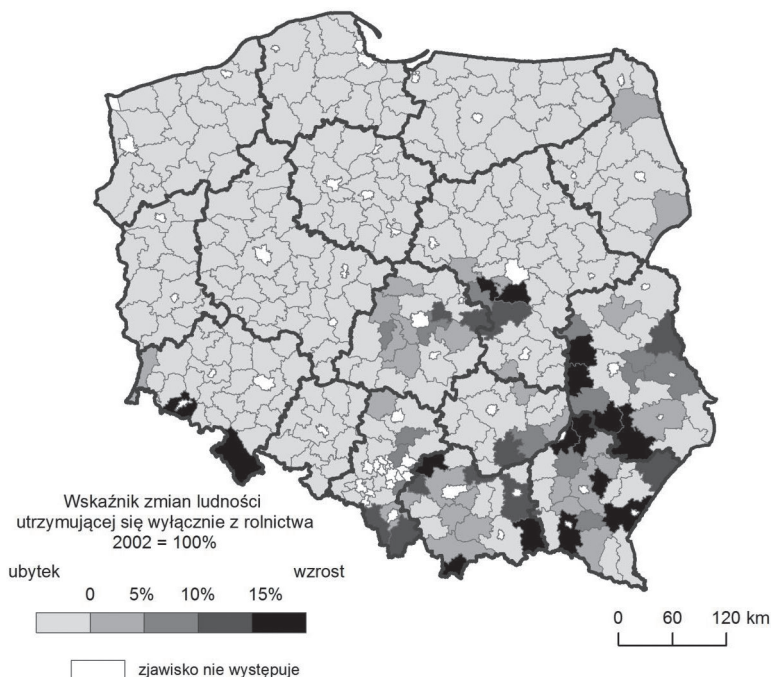 Wskaźnik zmian ludności
utrzymującej się wyłącznie z rolnictwa
2002 = 100%
ubytek wzrost
0 5% 10% 15%
zjawisko nie występuje
0 60 120 km